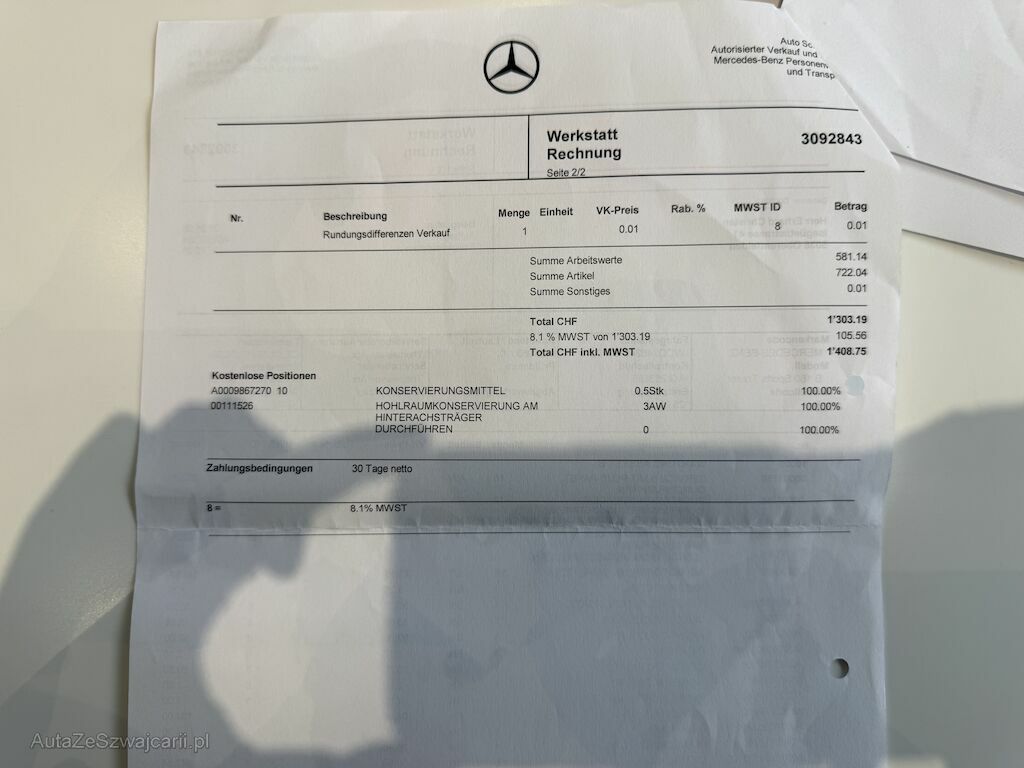 Auto
Autorisierter Verkauf und
Mercedes-Benz
und
Werkstatt
Rechnung
3092843
Seite 2/2
Nr. Beschreibung Menge Einheit VK-Preis Rab. % MWST ID Betrag
Rundungsdifferenzen Verkauf 1 0.01 8 0.01
Summe Arbeitswerte 581.14
Summe Artikel 722.04
Summe Sonstiges 0.01
Total CHF 1'303.19
8.1 % MWST von 1'303.19 105.56
Total CHF inkl. MWST 1'408.75
Kostenlose Positionen
A0009867270 10 KONSERVIERUNGSMITTEL 0.5Stk 100.00%
00111526 HOHLRAUMKONSERVIERUNG AM 3AW 100.00%
HINTERACHSTRÄGER
DURCHFÜHREN 0 100.00%
Zahlungsbedingungen 30 Tage netto
8 = 8.1% MWST
AutaZeSzwajcarii.pl